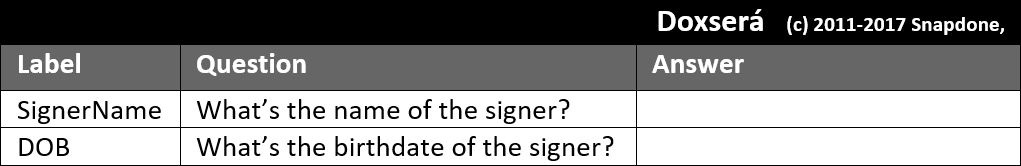 Doxserá (c) 2011-2017 Snapdone,
Label Question Answer
SignerName What's the name of the signer?
DOB What's the birthdate of the signer?